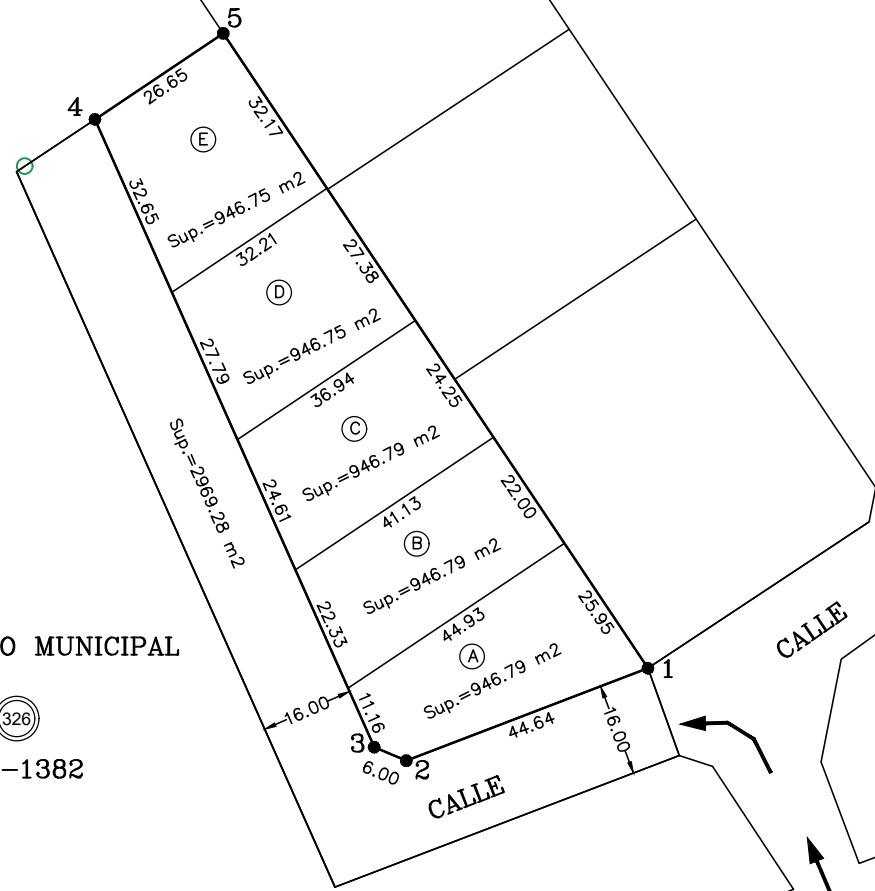 5
4
26.65
32.17
E
32.65
Sup.=946.75 m2
32.21
27.38
D
27.79
Sup.=946.75 m2
36.94
24.25
C
24.61
Sup.=946.79 m2
Sup.=2969.28 m2
41.13
22.00
B
22.33
Sup.=946.79 m2
44.93
25.95
A
Sup.=946.79 m2
O MUNICIPAL
326
-1382
16.00
11.16
3
6.00
2
44.64
16.00
1
CALLE
CALLE